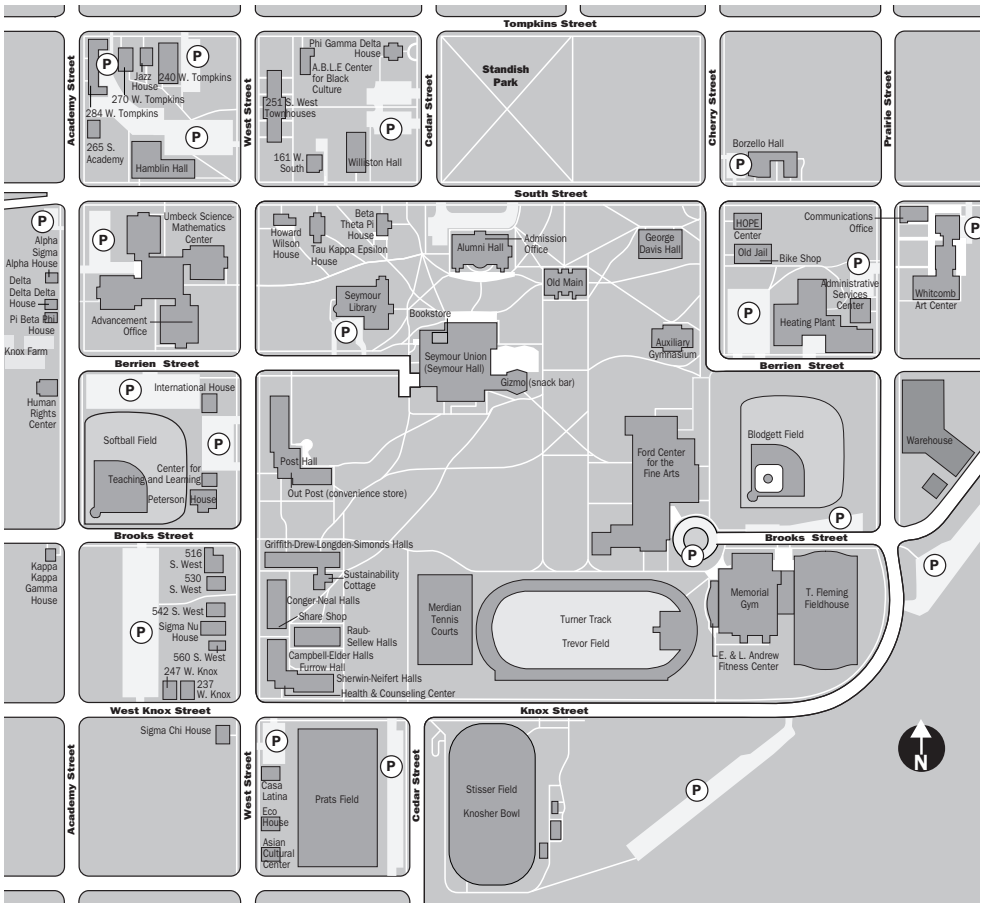 Tompkins Street
Academy Street
West Street
Cedar Street
Cherry Street
Prairie Street
P
P
Jazz
House
240 W. Tompkins
270 W. Tompkins
284 W. Tompkins
P
265 S.
Academy
Hamblin Hall
Phi Gamma Delta
House
A.B.L.E Center
for Black
Culture
251 S. West
Townhouses
P
161 W.
South
Williston Hall
Standish
Park
Borzello Hall
P
South Street
P
Alpha
Sigma
Alpha House
Delta
Delta Delta
House
Pi Beta Phi
House
Knox Farm
P
Umbeck Science-
Mathematics
Center
Advancement
Office
Howard
Wilson
House
Tau Kappa Epsilon
House
Beta
Theta Pi
House
Alumni Hall
Admission
Office
George
Davis Hall
Old Main
Seymour
Library
P
Bookstore
Seymour Union
(Seymour Hall)
Gizmo (snack bar)
Auxiliary
Gymnasium
HOPE
Center
Old Jail
Bike Shop
Communications
Office
P
Administrative
Services
Center
P
Heating Plant
P
Whitcomb
Art Center
Berrien Street
Berrien Street
Human
Rights
Center
P
International House
Softball Field
P
Center for
Teaching and Learning
Peterson House
Post Hall
Out Post (convenience store)
Ford Center
for the
Fine Arts
Blodgett Field
P
Warehouse
Brooks Street
Brooks Street
P
P
Kappa
Kappa
Gamma
House
516
S. West
530
S. West
542 S. West
Sigma Nu
House
560 S. West
247 W. Knox
237
W. Knox
P
Griffith-Drew-Longden-Simonds Halls
Sustainability
Cottage
Conger-Neal Halls
Share Shop
Raub-
Sellew Halls
Campbell-Elder Halls
Furrow Hall
Sherwin-Neifert Halls
Health & Counseling Center
Merdian
Tennis
Courts
Turner Track
Trevor Field
Memorial
Gym
T. Fleming
Fieldhouse
E. & L. Andrew
Fitness Center
West Knox Street
Knox Street
Academy Street
West Street
Cedar Street
Sigma Chi House
P
Casa
Latina
Eco
House
Asian
Cultural
Center
Prats Field
P
Stisser Field
Knosher Bowl
P
N